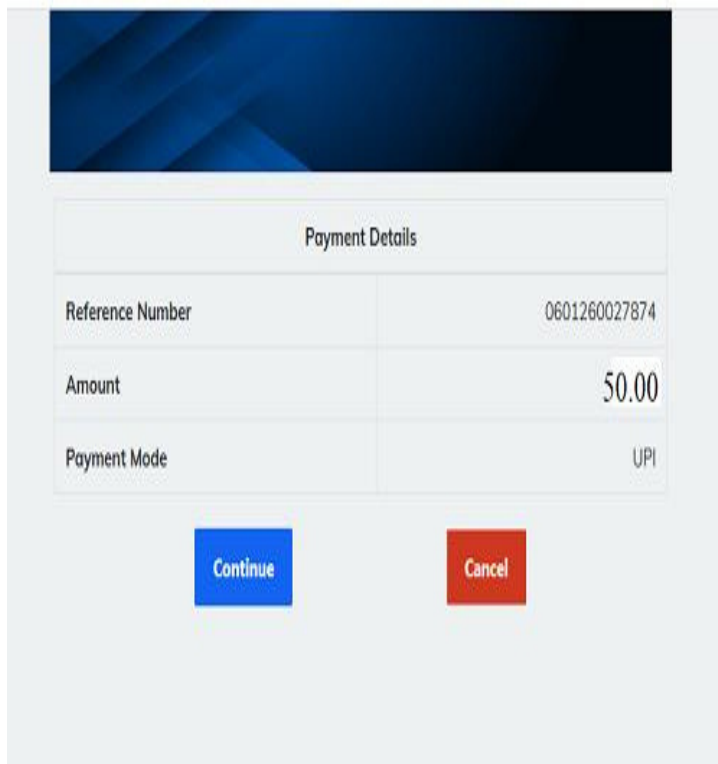 Payment Details
Reference Number 0601260027874
Amount 50.00
Payment Mode UPI
Continue Cancel